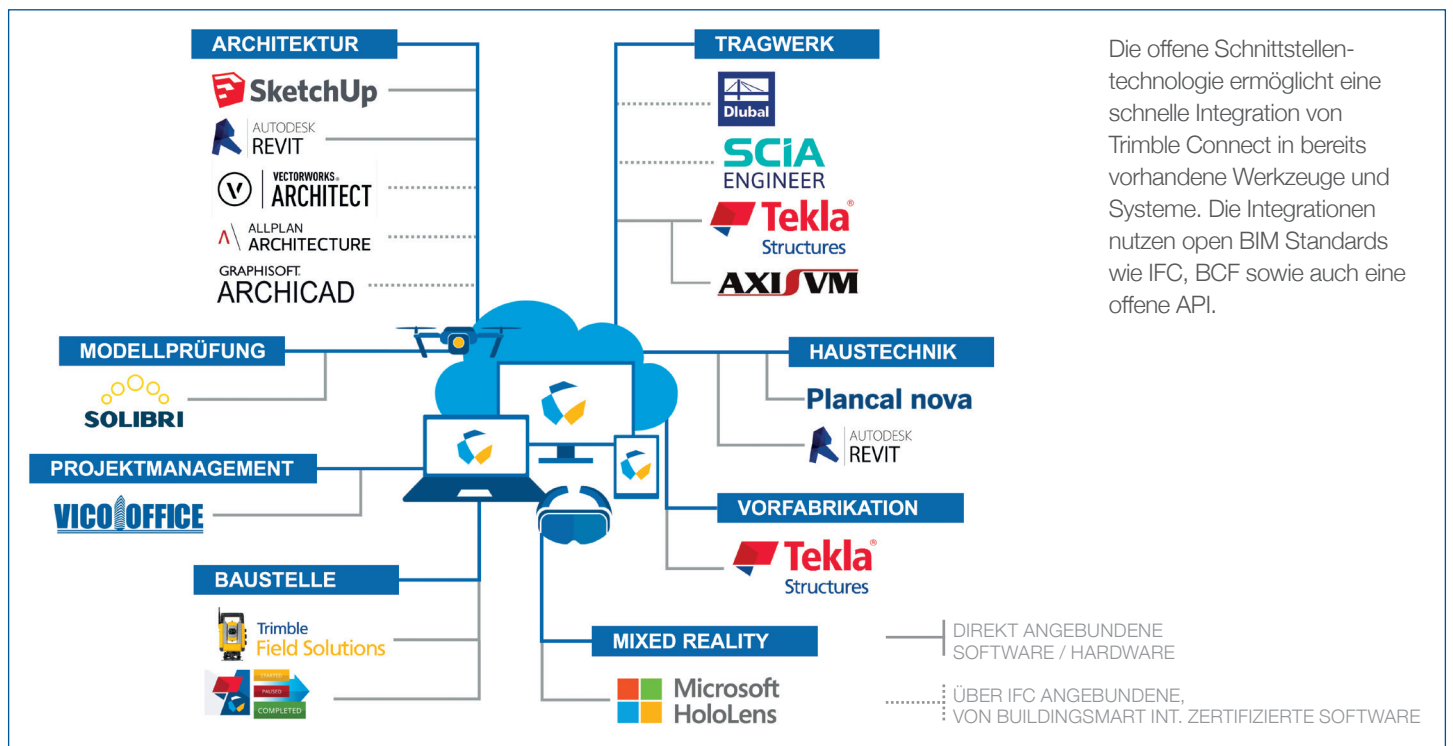 ARCHITEKTUR
SketchUp
AUTODESK
REVIT
VECTORWORKS®
ARCHITECT
ALLPLAN
ARCHITECTURE
GRAPHISOFT.
ARCHICAD
TRAGWERK
Dlubal
SCiA
ENGINEER
Tekla®
Structures
AXISVM
Die offene Schnittstellen-
technologie ermöglicht eine
schnelle Integration von
Trimble Connect in bereits
vorhandene Werkzeuge und
Systeme. Die Integrationen
nutzen open BIM Standards
wie IFC, BCF sowie auch eine
offene API.
MODELLPRÜFUNG
SOLIBRI
HAUSTECHNIK
Plancal nova
AUTODESK
REVIT
PROJEKTMANAGEMENT
VICO OFFICE
VORFABRIKATION
Tekla®
Structures
BAUSTELLE
Trimble
Field Solutions
STARTED
PAUSED
COMPLETED
MIXED REALITY
Microsoft
HoloLens
DIREKT ANGEBUNDENE
SOFTWARE / HARDWARE
ÜBER IFC ANGEBUNDENE,
VON BUILDINGSMART INT. ZERTIFIZIERTE SOFTWARE